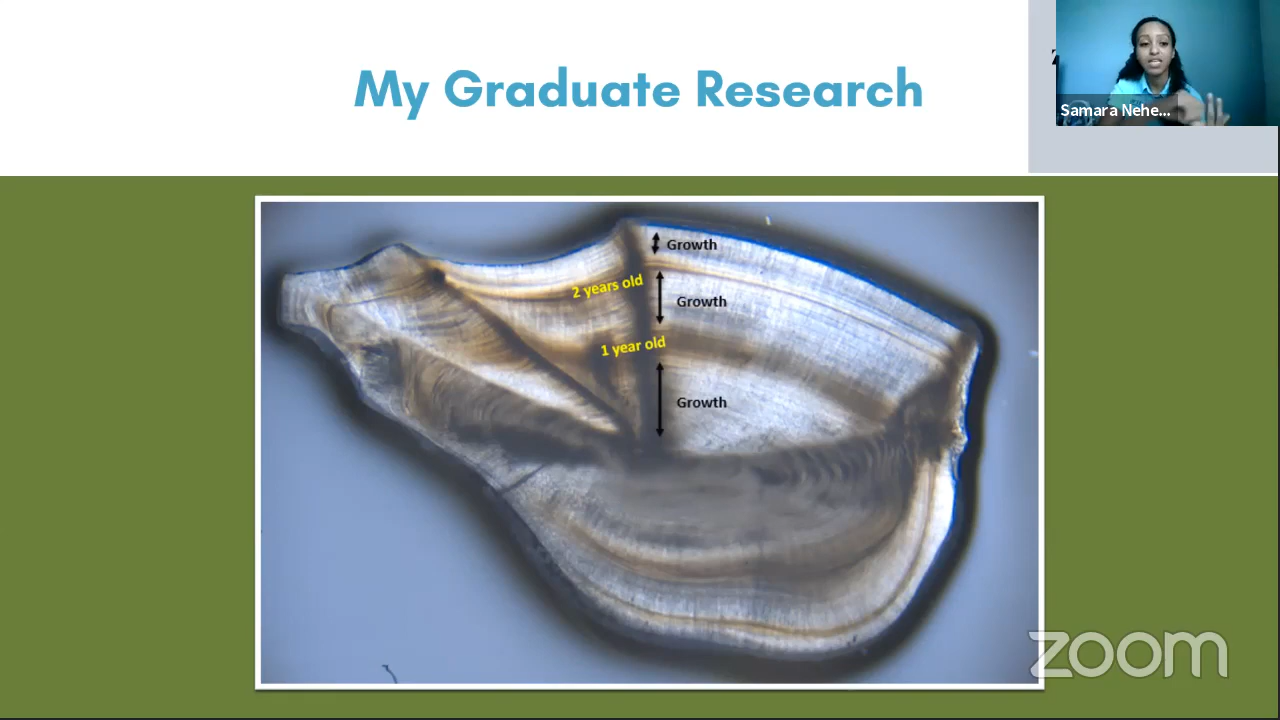 My Graduate Research
Samara Nehe...
Growth
2 years old
Growth
1 year old
Growth
zoom